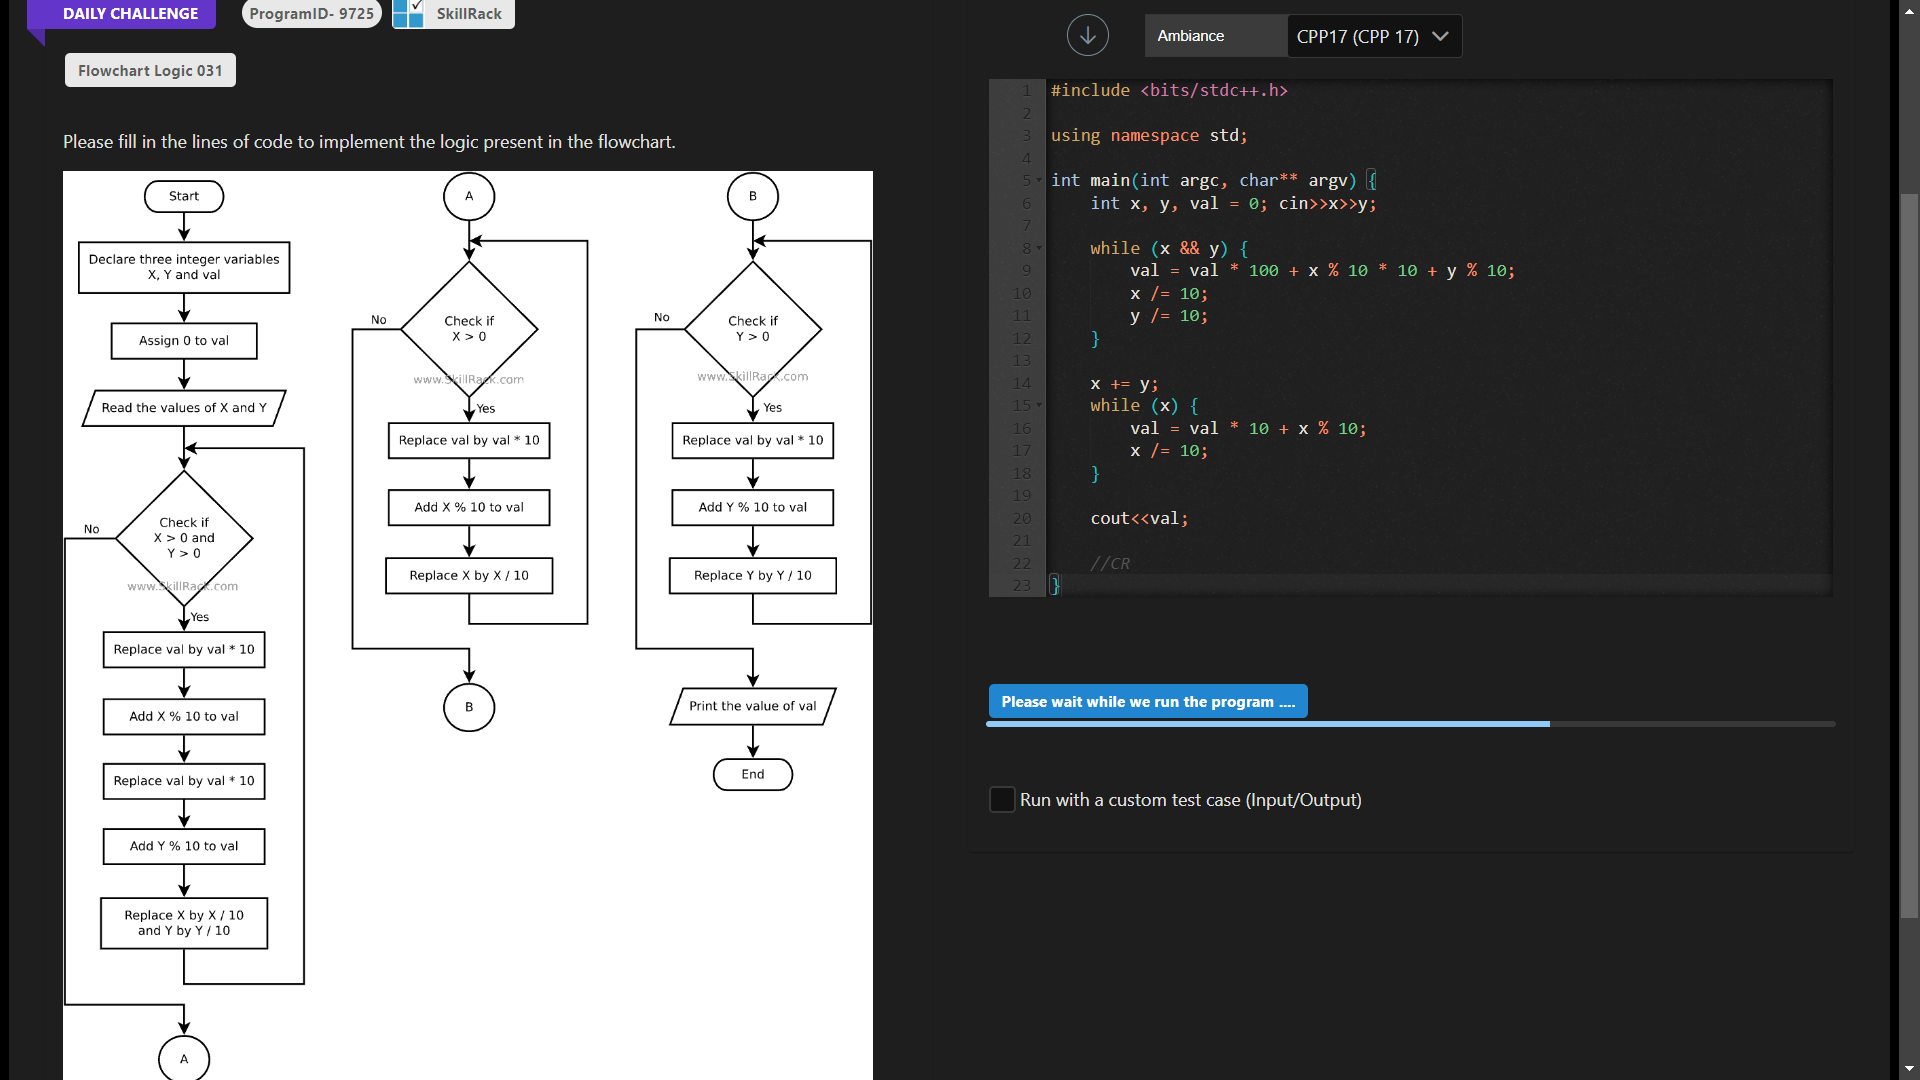 DAILY CHALLENGE
ProgramID- 9725
SkillRack
Flowchart Logic 031
Please fill in the lines of code to implement the logic present in the flowchart.
Start
Declare three integer variables
X, Y and val
Assign 0 to val
Read the values of X and Y
Check if
X > 0 and
Y > 0
No
www.SkillRack.com
Yes
Replace val by val * 10
Add X % 10 to val
Replace val by val * 10
Add Y % 10 to val
Replace X by X / 10
and Y by Y / 10
A
A
Check if
X > 0
No
www.SkillRack.com
Yes
Replace val by val * 10
Add X % 10 to val
Replace X by X / 10
B
B
Check if
Y > 0
No
www.SkillRack.com
Yes
Replace val by val * 10
Add Y % 10 to val
Replace Y by Y / 10
Print the value of val
End
Ambiance
CPP17 (CPP 17)
1 #include <bits/stdc++.h>
2
3 using namespace std;
4
5 int main(int argc, char** argv) {
6 int x, y, val = 0; cin>>x>>y;
7
8 while (x && y) {
9 val = val * 100 + x % 10 * 10 + y % 10;
10 x /= 10;
11 y /= 10;
12 }
13
14 x += y;
15 while (x) {
16 val = val * 10 + x % 10;
17 x /= 10;
18 }
19
20 cout<<val;
21
22 //CR
23 }
Please wait while we run the program ....
Run with a custom test case (Input/Output)